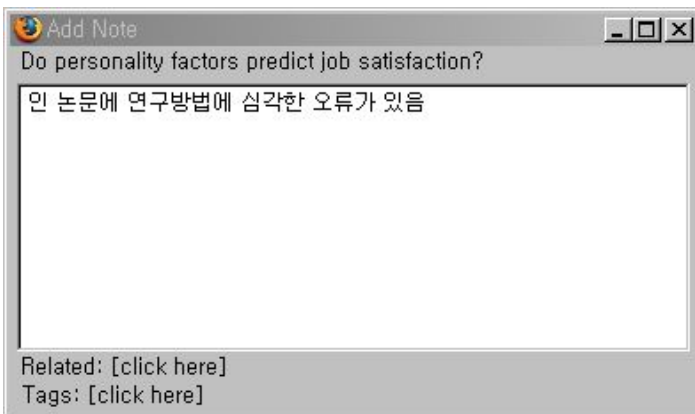 Add Note
Do personality factors predict job satisfaction?
인 논문에 연구방법에 심각한 오류가 있음
Related: [click here]
Tags: [click here]